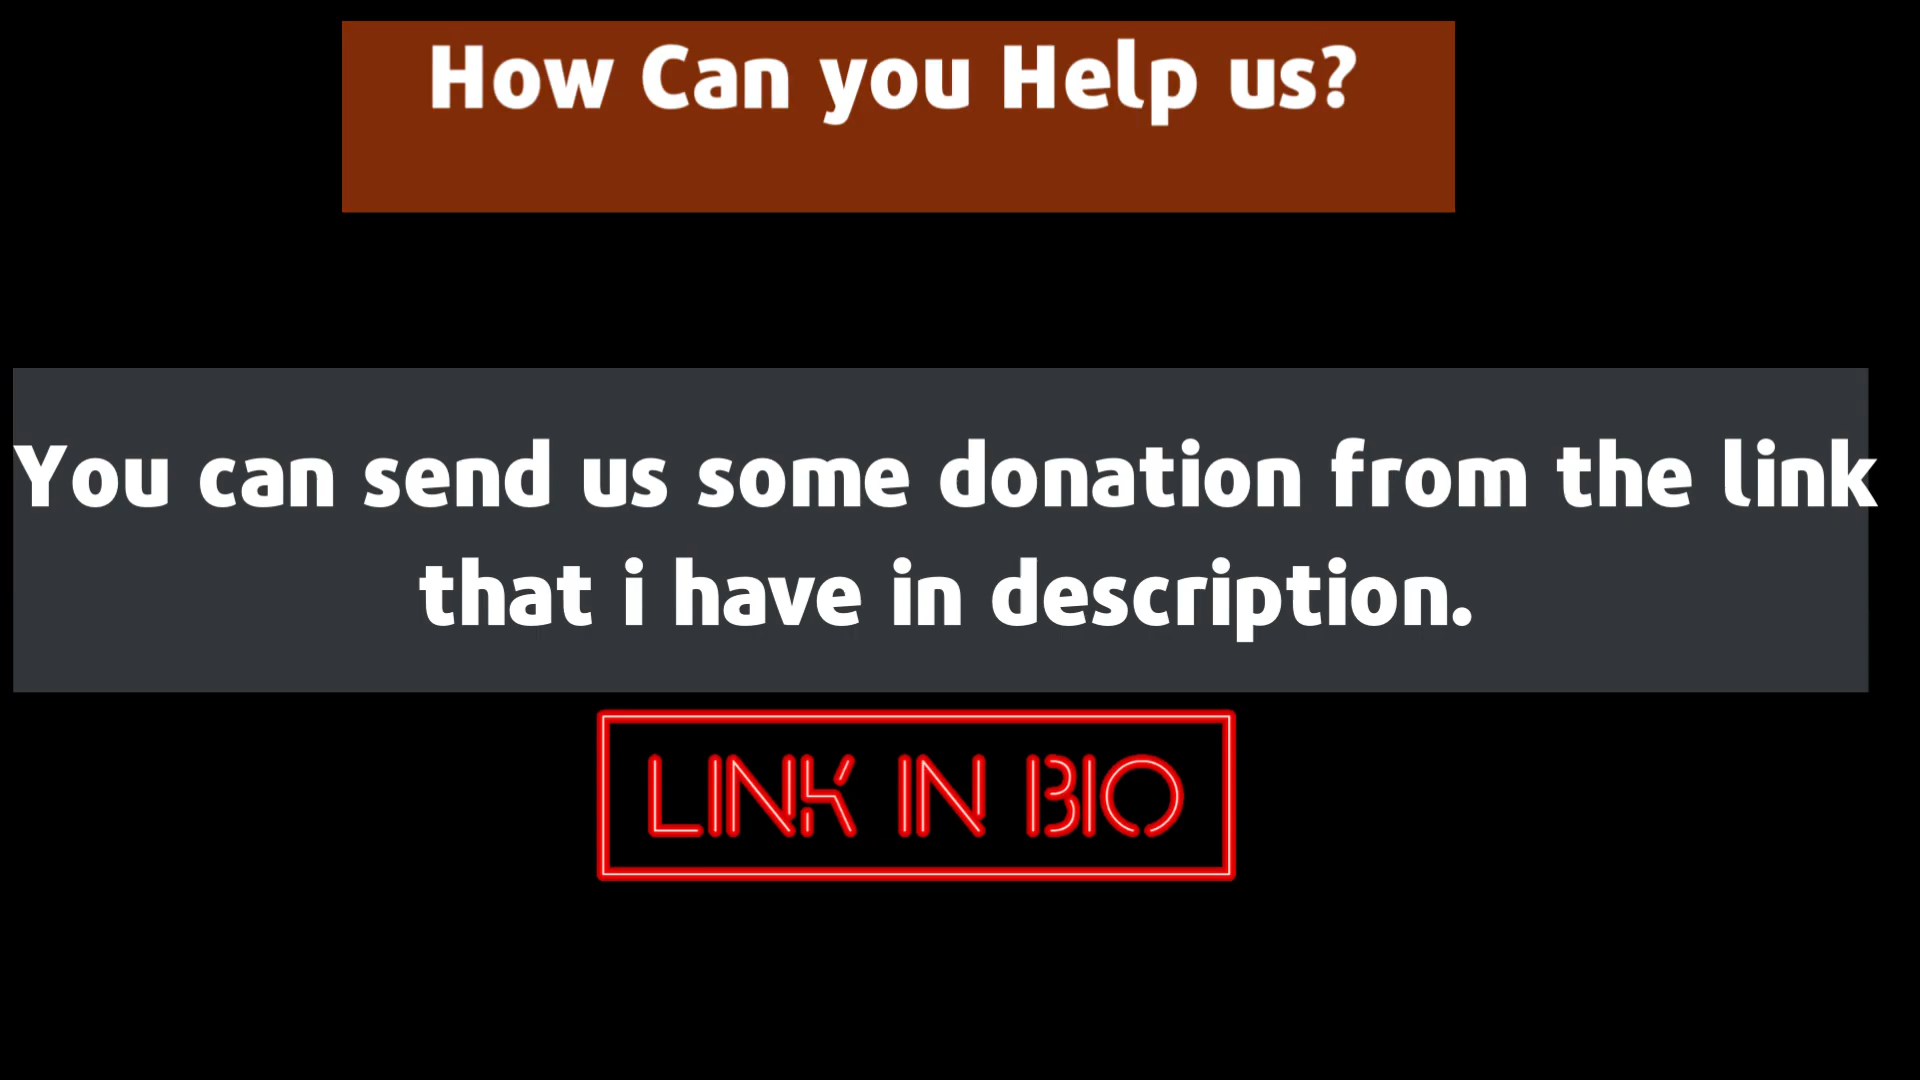 How Can you Help us?
You can send us some donation from the link
that i have in description.
LINK IN BIO